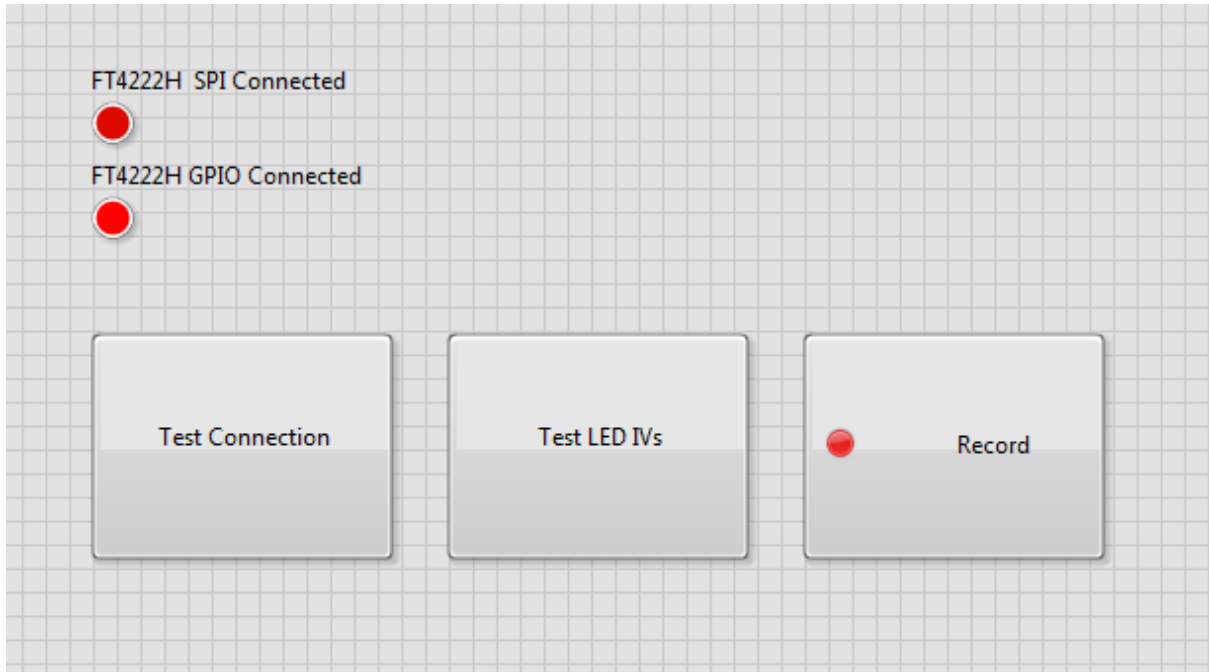 FT4222H  SPI Connected
FT4222H GPIO Connected
Test Connection
Test LED IVs
Record